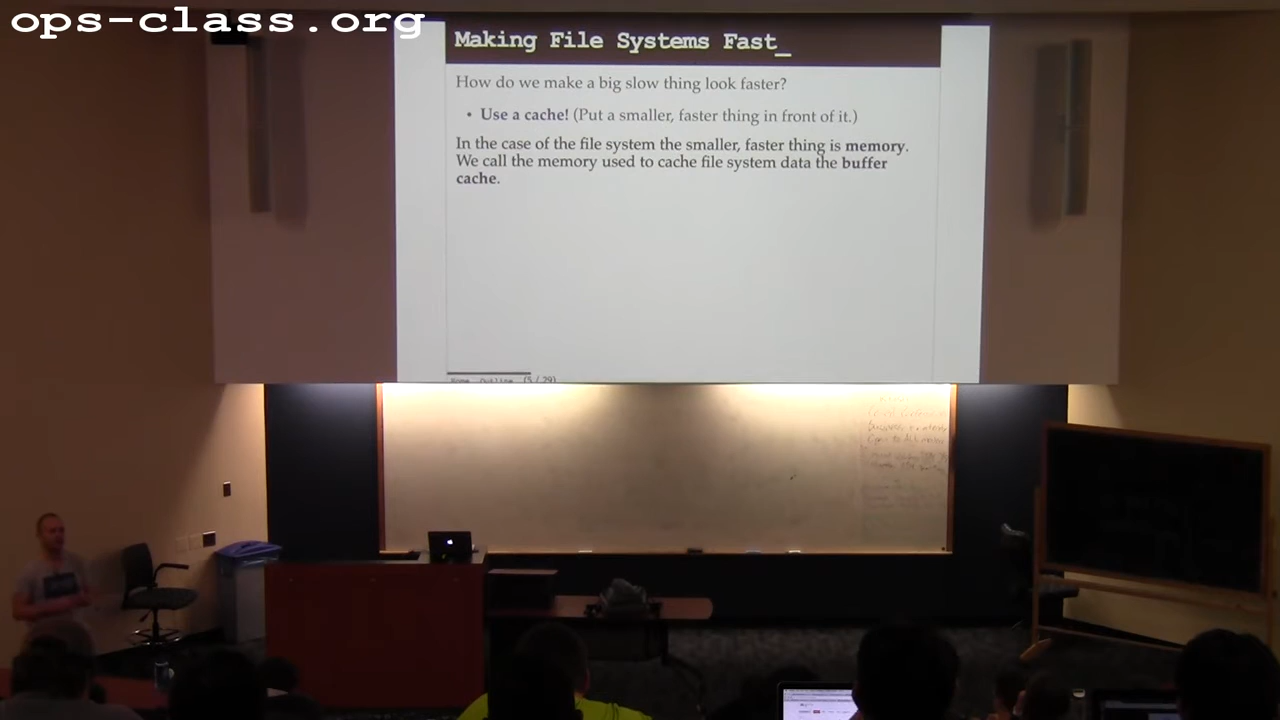 ops-class.org
Making File Systems Fast_
How do we make a big slow thing look faster?
• Use a cache! (Put a smaller, faster thing in front of it.)
In the case of the file system the smaller, faster thing is memory.
We call the memory used to cache file system data the buffer
cache.
(5 / 29)